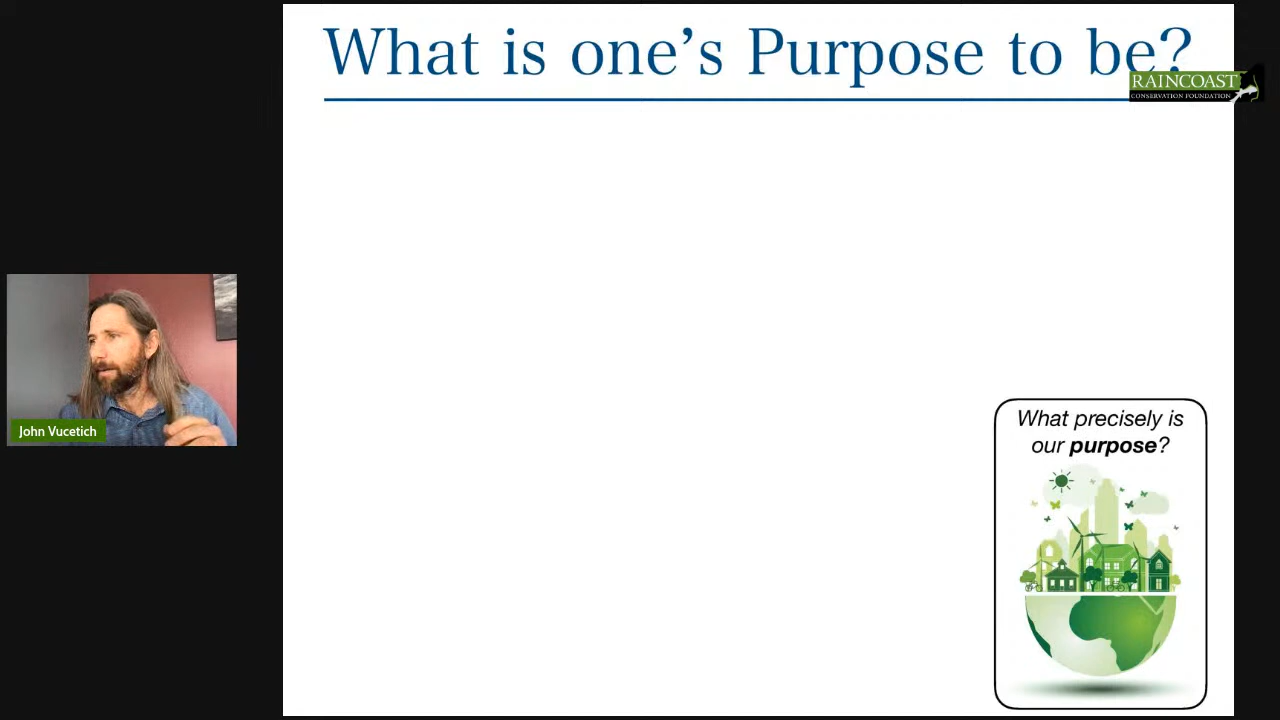 What is one’s Purpose to be?
RAINCOAST
CONSERVATION FOUNDATION
John Vucetich
What precisely is
our purpose?